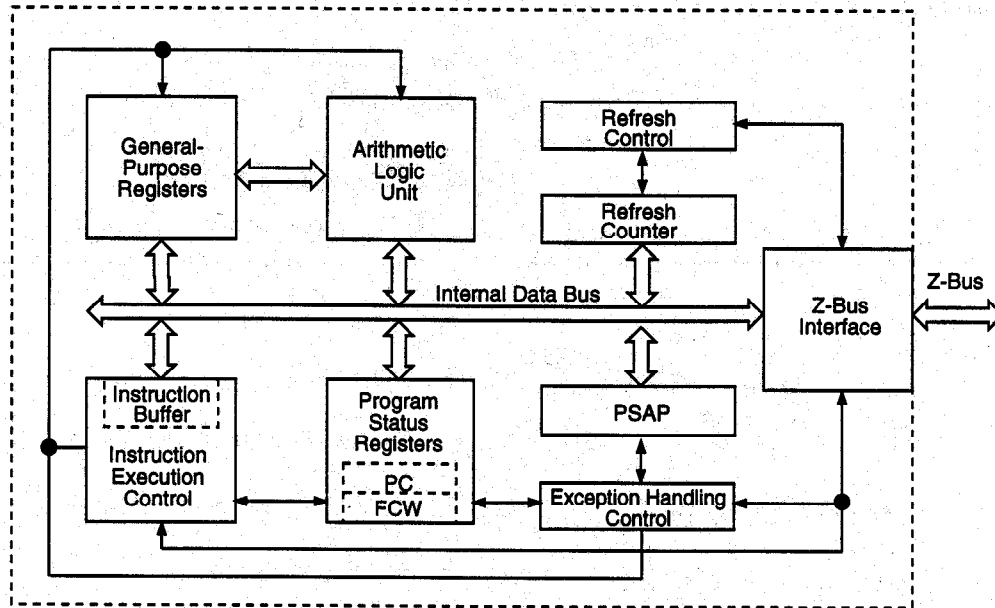 General-
Purpose
Registers
Arithmetic
Logic
Unit
Refresh
Control
Refresh
Counter
Internal Data Bus
Z-Bus
Interface
Z-Bus
Instruction
Buffer
Instruction
Execution
Control
Program
Status
Registers
PC
FCW
PSAP
Exception Handling
Control